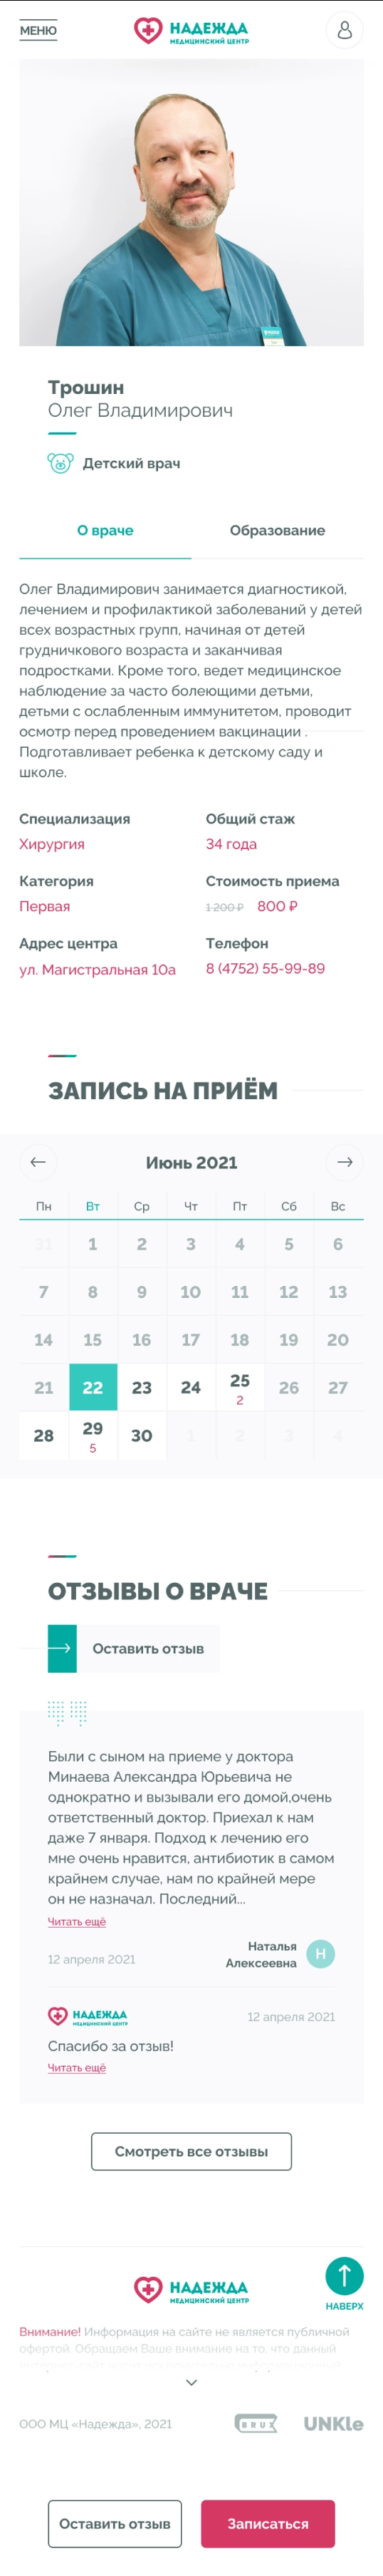 МЕНЮ
НАДЕЖДА
МЕДИЦИНСКИЙ ЦЕНТР
Трошин
Олег Владимирович
Детский врач
О враче
Образование
Олег Владимирович занимается диагностикой,
лечением и профилактикой заболеваний у детей
всех возрастных групп, начиная от детей
грудничкового возраста и заканчивая
подростками. Кроме того, ведет медицинское
наблюдение за часто болеющими детьми,
детьми с ослабленным иммунитетом, проводит
осмотр перед проведением вакцинации .
Подготавливает ребенка к детскому саду и
школе.
Специализация
Общий стаж
Хирургия
34 года
Категория
Стоимость приема
Первая
1 200 ₽ 800 ₽
Адрес центра
Телефон
ул. Магистральная 10а
8 (4752) 55-99-89
ЗАПИСЬ НА ПРИЁМ
Июнь 2021
Пн Вт Ср Чт Пт Сб Вс
31 1 2 3 4 5 6
7 8 9 10 11 12 13
14 15 16 17 18 19 20
21 22 23 24 25 26 27
2
28 29 30 1 2 3 4
5
ОТЗЫВЫ О ВРАЧЕ
Оставить отзыв
Были с сыном на приеме у доктора
Минаева Александра Юрьевича не
однократно и вызывали его домой,очень
ответственный доктор. Приехал к нам
даже 7 января. Подход к лечению его
мне очень нравится, антибиотик в самом
крайнем случае, нам по крайней мере
он не назначал. Последний...
Читать ещё
12 апреля 2021
Наталья
Алексеевна
Н
НАДЕЖДА
МЕДИЦИНСКИЙ ЦЕНТР
12 апреля 2021
Спасибо за отзыв!
Читать ещё
Смотреть все отзывы
НАДЕЖДА
МЕДИЦИНСКИЙ ЦЕНТР
НАВЕРХ
Внимание! Информация на сайте не является публичной
офертой. Обращаем Ваше внимание на то, что данный
ООО МЦ «Надежда», 2021
BRUX
UNKle
Оставить отзыв
Записаться